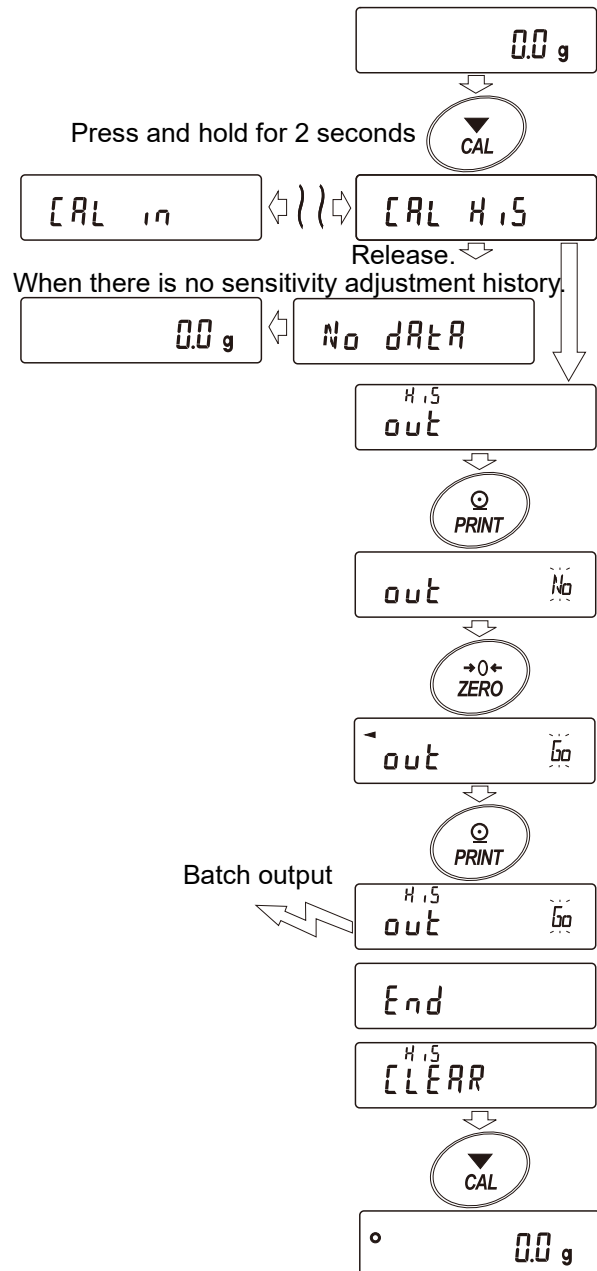 0.0 g
Press and hold for 2 seconds
CAL
CAL in
CAL HiS
Release.
When there is no sensitivity adjustment history.
0.0 g
No dAtA
HiS
out
PRINT
out No
→0←
ZERO
out Go
PRINT
Batch output
HiS
out Go
End
HiS
CLEAR
CAL
0.0 g